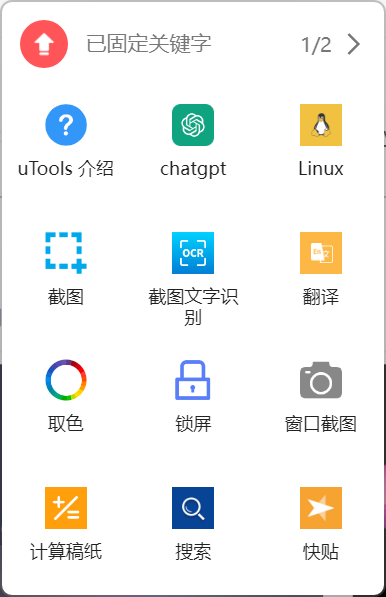 已固定关键字
1/2
uTools 介绍
chatgpt
Linux
截图
OCR
截图文字识
别
En
翻译
取色
锁屏
窗口截图
计算稿纸
搜索
快贴